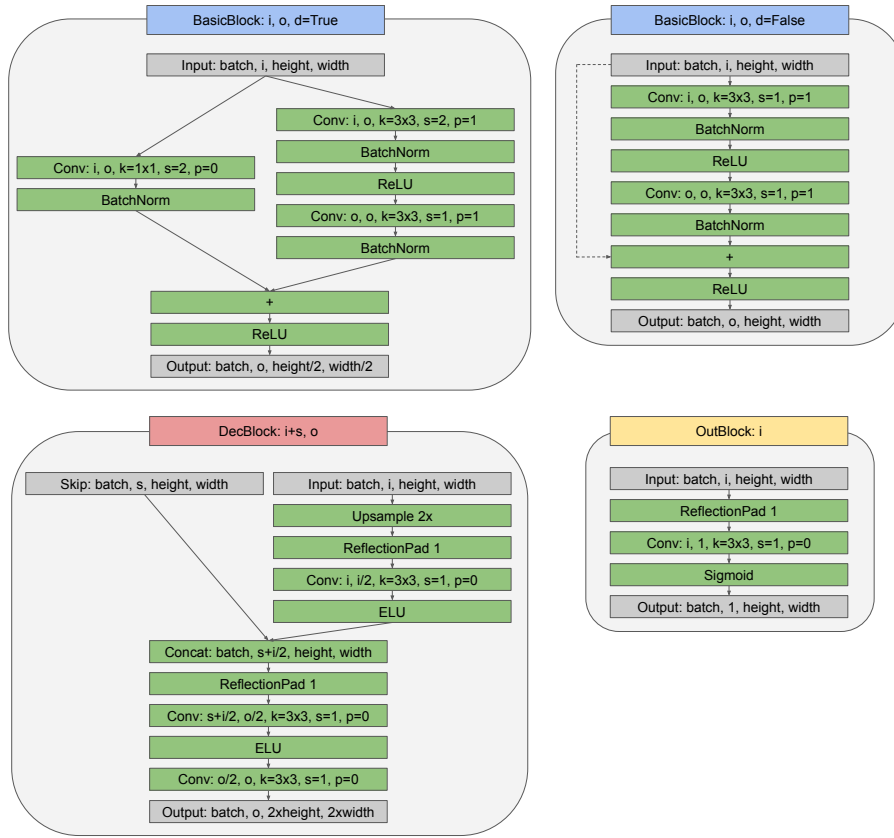 BasicBlock: i, o, d=True
Input: batch, i, height, width
Conv: i, o, k=1x1, s=2, p=0
BatchNorm
Conv: i, o, k=3x3, s=2, p=1
BatchNorm
ReLU
Conv: o, o, k=3x3, s=1, p=1
BatchNorm
+
ReLU
Output: batch, o, height/2, width/2
BasicBlock: i, o, d=False
Input: batch, i, height, width
Conv: i, o, k=3x3, s=1, p=1
BatchNorm
ReLU
Conv: o, o, k=3x3, s=1, p=1
BatchNorm
+
ReLU
Output: batch, o, height, width
DecBlock: i+s, o
Skip: batch, s, height, width
Input: batch, i, height, width
Upsample 2x
ReflectionPad 1
Conv: i, i/2, k=3x3, s=1, p=0
ELU
Concat: batch, s+i/2, height, width
ReflectionPad 1
Conv: s+i/2, o/2, k=3x3, s=1, p=0
ELU
Conv: o/2, o, k=3x3, s=1, p=0
Output: batch, o, 2xheight, 2xwidth
OutBlock: i
Input: batch, i, height, width
ReflectionPad 1
Conv: i, 1, k=3x3, s=1, p=0
Sigmoid
Output: batch, 1, height, width